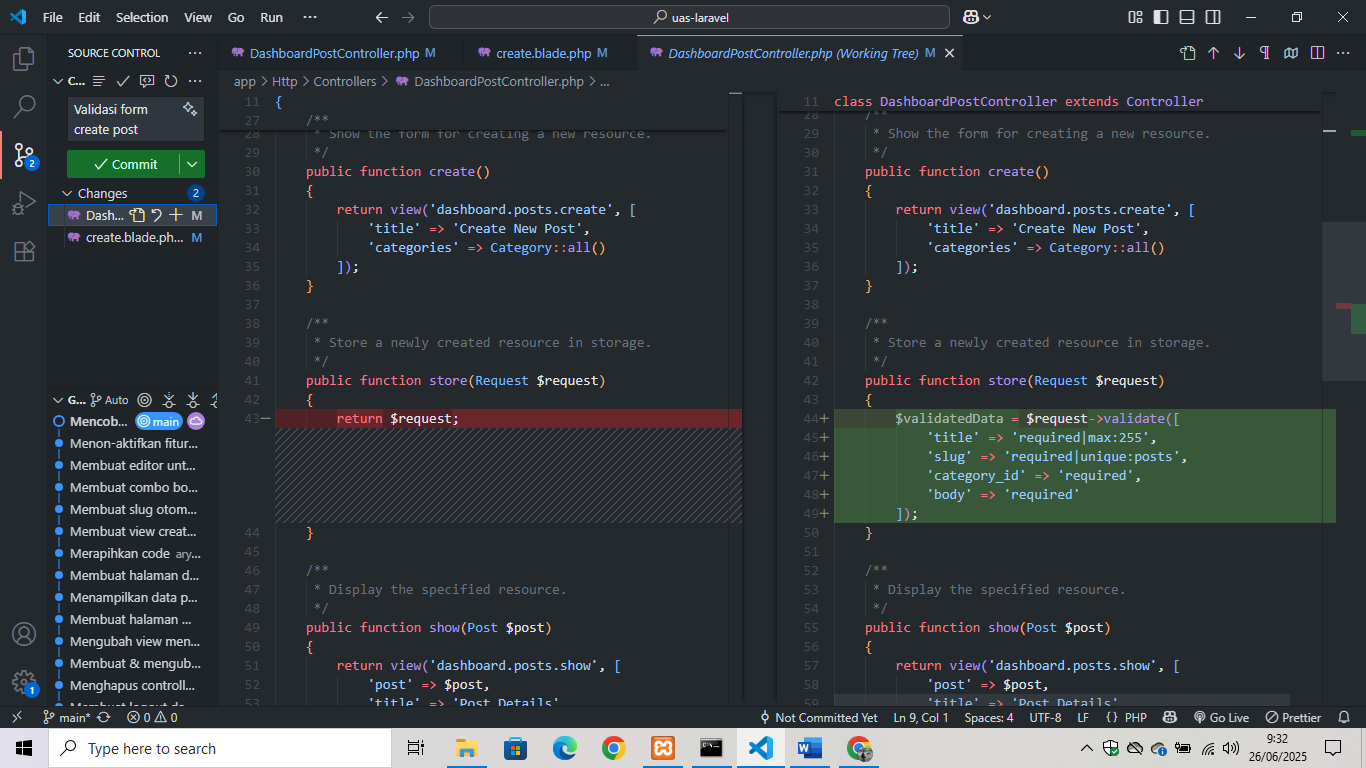 File Edit Selection View Go Run ··· uas-laravel
SOURCE CONTROL ···
C...
Validasi form
create post
Commit
Changes 2
Dash... M
create.blade.ph... M
2
G... Auto
Mencob... main
Menon-aktifkan fitur...
Membuat editor unt...
Membuat combo bo...
Membuat slug otom...
Membuat view creat...
Merapihkan code ary...
Membuat halaman d...
Menampilkan data p...
Membuat halaman ...
Mengubah view men...
Membuat & mengub...
Menghapus controll...
1
DashboardPostController.php M create.blade.php M DashboardPostController.php (Working Tree) M
app > Http > Controllers > DashboardPostController.php > ...
11 {
27 /**
28 * Show the form for creating a new resource.
29 */
30 public function create()
31 {
32 return view('dashboard.posts.create', [
33 'title' => 'Create New Post',
34 'categories' => Category::all()
35 ]);
36 }
37
38 /**
39 * Store a newly created resource in storage.
40 */
41 public function store(Request $request)
42 {
43− return $request;
44 }
45
46 /**
47 * Display the specified resource.
48 */
49 public function show(Post $post)
50 {
51 return view('dashboard.posts.show', [
52 'post' => $post,
53 'title' => 'Post Details'
11 class DashboardPostController extends Controller
28 /**
29 * Show the form for creating a new resource.
30 */
31 public function create()
32 {
33 return view('dashboard.posts.create', [
34 'title' => 'Create New Post',
35 'categories' => Category::all()
36 ]);
37 }
38
39 /**
40 * Store a newly created resource in storage.
41 */
42 public function store(Request $request)
43 {
44+ $validatedData = $request->validate([
45+ 'title' => 'required|max:255',
46+ 'slug' => 'required|unique:posts',
47+ 'category_id' => 'required',
48+ 'body' => 'required'
49+ ]);
50 }
51
52 /**
53 * Display the specified resource.
54 */
55 public function show(Post $post)
56 {
57 return view('dashboard.posts.show', [
58 'post' => $post,
59 'title' => 'Post Details'
main* 0 0 Not Committed Yet Ln 9, Col 1 Spaces: 4 UTF-8 LF {} PHP Go Live Prettier
Type here to search
9:32
26/06/2025